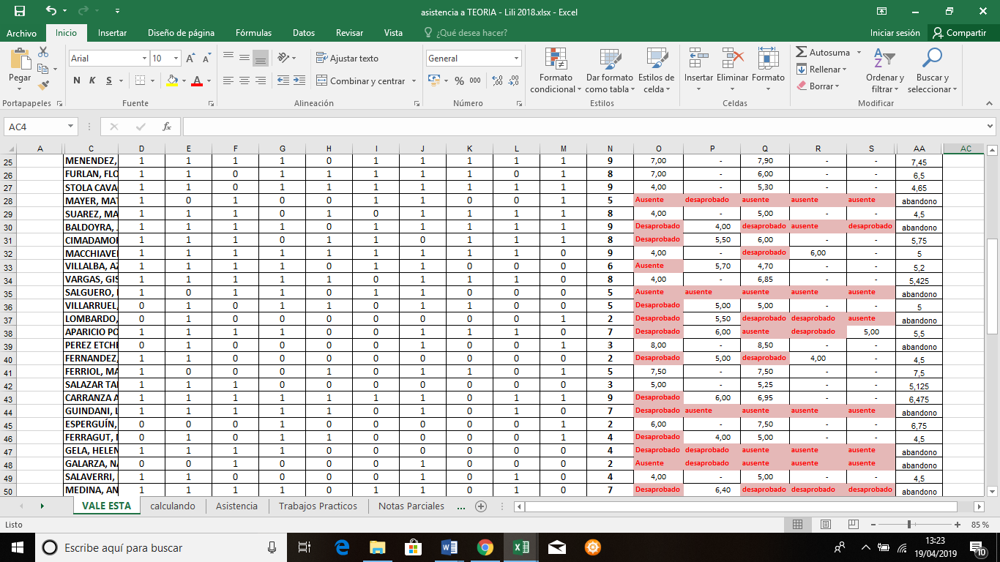 asistencia a TEORIA - Lili 2018.xlsx - Excel
Archivo Inicio Insertar Diseño de página Fórmulas Datos Revisar Vista ¿Qué desea hacer? Iniciar sesión Compartir
Pegar Arial 10 Ajustar texto General Formato condicional Dar formato como tabla Estilos de celda Insertar Eliminar Formato Autosuma Rellenar Borrar Ordenar y filtrar Buscar y seleccionar
N K S Combinar y centrar % 000
Portapapeles Fuente Alineación Número Estilos Celdas Modificar
AC4 fx
A C D E F G H I J K L M N O P Q R S AA AC
25 MENENDEZ, 1 1 1 1 0 1 1 1 1 1 9 7,00 - 7,90 - - 7,45
26 FURLAN, FLO 1 1 0 1 1 1 1 1 0 1 8 7,00 - 6,00 - - 6,5
27 STOLA CAVA 1 1 0 1 1 1 1 1 1 1 9 4,00 - 5,30 - - 4,65
28 MAYER, MAT 1 0 1 0 0 1 1 0 0 1 5 Ausente desaprobado ausente ausente ausente abandono
29 SUAREZ, MA 1 1 1 0 1 0 1 1 1 1 8 4,00 - 5,00 - - 4,5
30 BALDOYRA, 1 1 1 1 0 1 1 1 1 1 9 Desaprobado 4,00 desaprobado ausente desaprobado abandono
31 CIMADAMOI 1 1 1 0 1 1 0 1 1 1 8 Desaprobado 5,50 6,00 - - 5,75
32 MACCHIAVEI 1 1 1 1 1 1 1 1 1 0 9 4,00 - desaprobado 6,00 - 5
33 VILLALBA, AZ 1 1 1 1 0 1 1 0 0 0 6 Ausente 5,70 4,70 - - 5,2
34 VARGAS, GIS 1 1 1 1 1 0 1 1 1 0 8 4,00 - 6,85 - - 5,425
35 SALGUERO, 1 0 1 1 0 1 1 0 0 0 5 Ausente ausente ausente ausente ausente abandono
36 VILLARRUEL, 0 1 0 1 1 0 1 1 0 0 5 Desaprobado 5,00 5,00 - - 5
37 LOMBARDO, 0 1 0 0 0 0 0 0 0 1 2 Desaprobado 5,50 desaprobado desaprobado ausente abandono
38 APARICIO PO 1 1 1 1 0 0 1 1 1 0 7 Desaprobado 6,00 ausente desaprobado 5,00 5,5
39 PEREZ ETCHI 0 1 0 0 0 0 1 0 0 1 3 8,00 - 8,50 - - abandono
40 FERNANDEZ, 1 1 0 0 0 0 0 0 0 0 2 Desaprobado 5,00 desaprobado 4,00 - 4,5
41 FERRIOL, MA 1 0 0 0 1 0 1 1 0 1 5 7,50 - 7,50 - - 7,5
42 SALAZAR TAI 1 1 1 0 0 0 0 0 0 0 3 5,00 - 5,25 - - 5,125
43 CARRANZA A 1 1 1 1 1 1 1 0 1 1 9 Desaprobado 6,00 6,95 - - 6,475
44 GUINDANI, L 1 1 1 1 1 0 1 0 1 0 7 Desaprobado ausente ausente ausente ausente abandono
45 ESPERGUÍN, 0 0 0 1 0 0 0 0 0 1 2 6,00 - 7,50 - - 6,75
46 FERRAGUT, 1 0 1 1 0 0 0 0 1 4 Desaprobado 4,00 5,00 - - 4,5
47 GELA, HELEN 1 1 1 1 0 0 0 0 0 0 4 Desaprobado desaprobado ausente ausente ausente abandono
48 GALARZA, NA 0 0 1 0 0 0 1 0 0 0 2 Ausente desaprobado ausente ausente ausente abandono
49 SALAVERRI, 1 1 0 0 0 0 1 0 1 0 4 4,00 - 5,00 - - 4,5
50 MEDINA, AN 1 1 1 1 0 1 1 0 1 0 7 Desaprobado 6,40 desaprobado desaprobado desaprobado abandono
VALE ESTA calculando Asistencia Trabajos Practicos Notas Parciales ...
Listo 85 %
Escribe aquí para buscar 13:23
19/04/2019 10